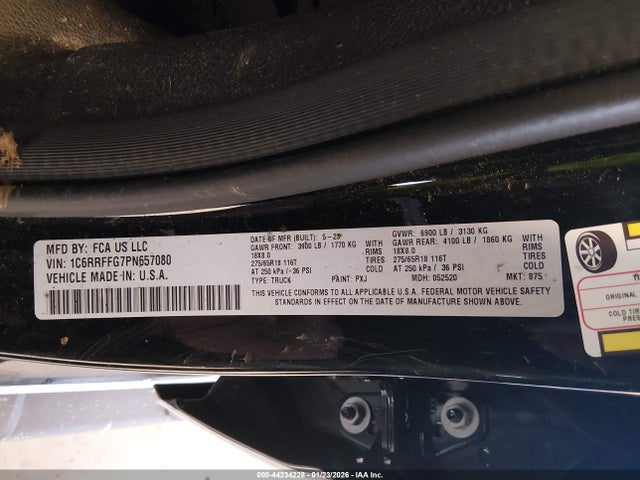 MFD BY: FCA US LLC
VIN: 1C6RRFFG7PN657080
VEHICLE MADE IN: U.S.A.
DATE OF MFR (BUILT): 5-23
GAWR FRONT: 3900 LB / 1770 KG WITH
18X8.0 RIMS
275/65R18 116T TIRES
AT 250 kPa / 36 PSI
TYPE: TRUCK PAINT: PXJ
GVWR: 6900 LB / 3130 KG
GAWR REAR: 4100 LB / 1860 KG WITH
18X8.0 RIMS
275/65R18 116T TIRES
AT 250 kPa / 36 PSI
MDH: 052520 MKT: 875
THIS VEHICLE CONFORMS TO ALL APPLICABLE U.S.A. FEDERAL MOTOR VEHICLE SAFETY
STANDARDS IN EFFECT ON THE DATE OF MANUFACTURE SHOWN ABOVE.
ORIGINAL
COLD TIR
PRES
000-44234228 - 01/23/2026 - IAA Inc.